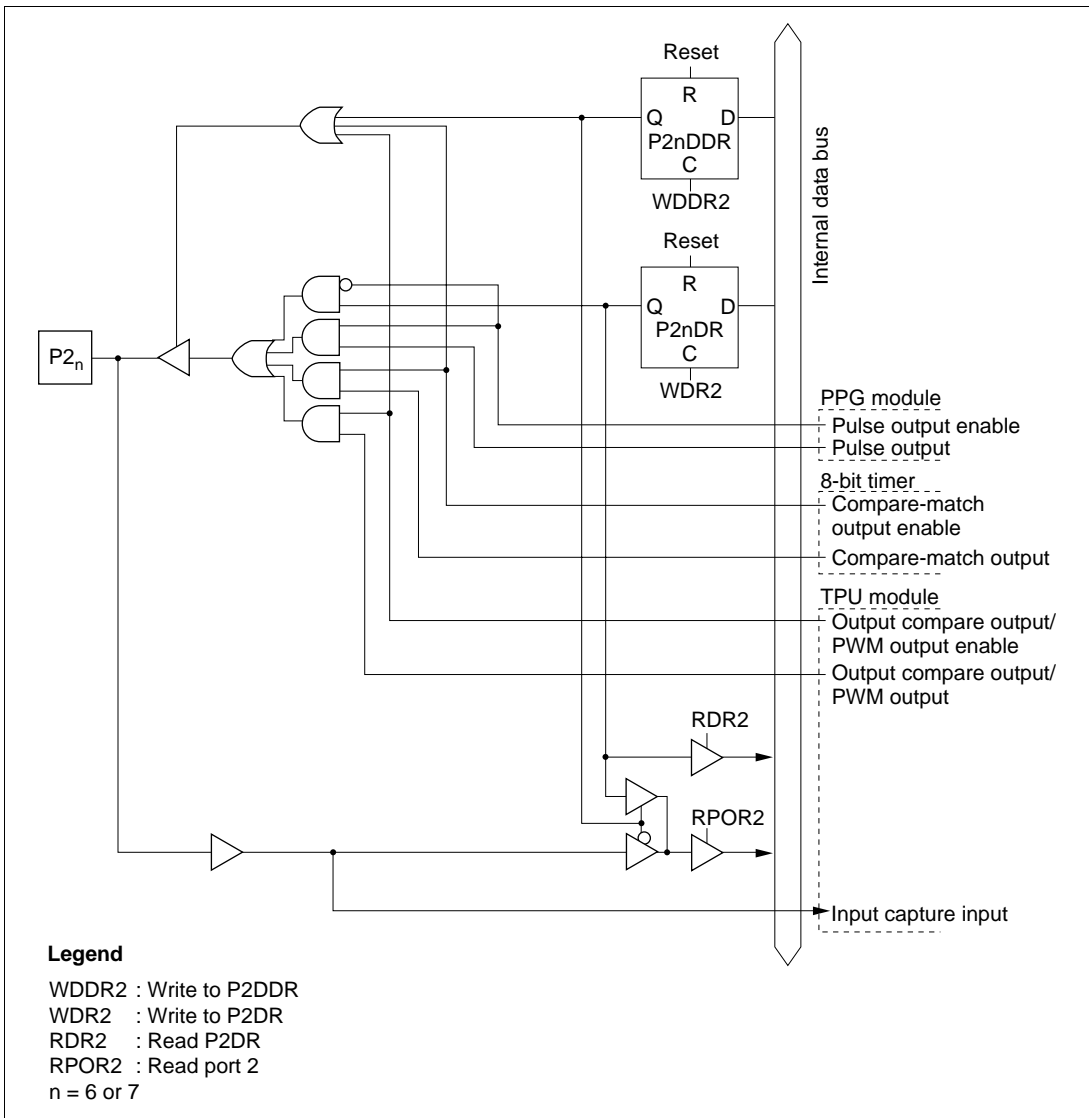 Reset
R
Q D
P2nDDR
C
WDDR2
Internal data bus
Reset
R
Q D
P2nDR
C
WDR2
P2n
PPG module
Pulse output enable
Pulse output
8-bit timer
Compare-match
output enable
Compare-match output
TPU module
Output compare output/
PWM output enable
Output compare output/
PWM output
RDR2
RPOR2
Input capture input
Legend
WDDR2 : Write to P2DDR
WDR2 : Write to P2DR
RDR2 : Read P2DR
RPOR2 : Read port 2
n = 6 or 7